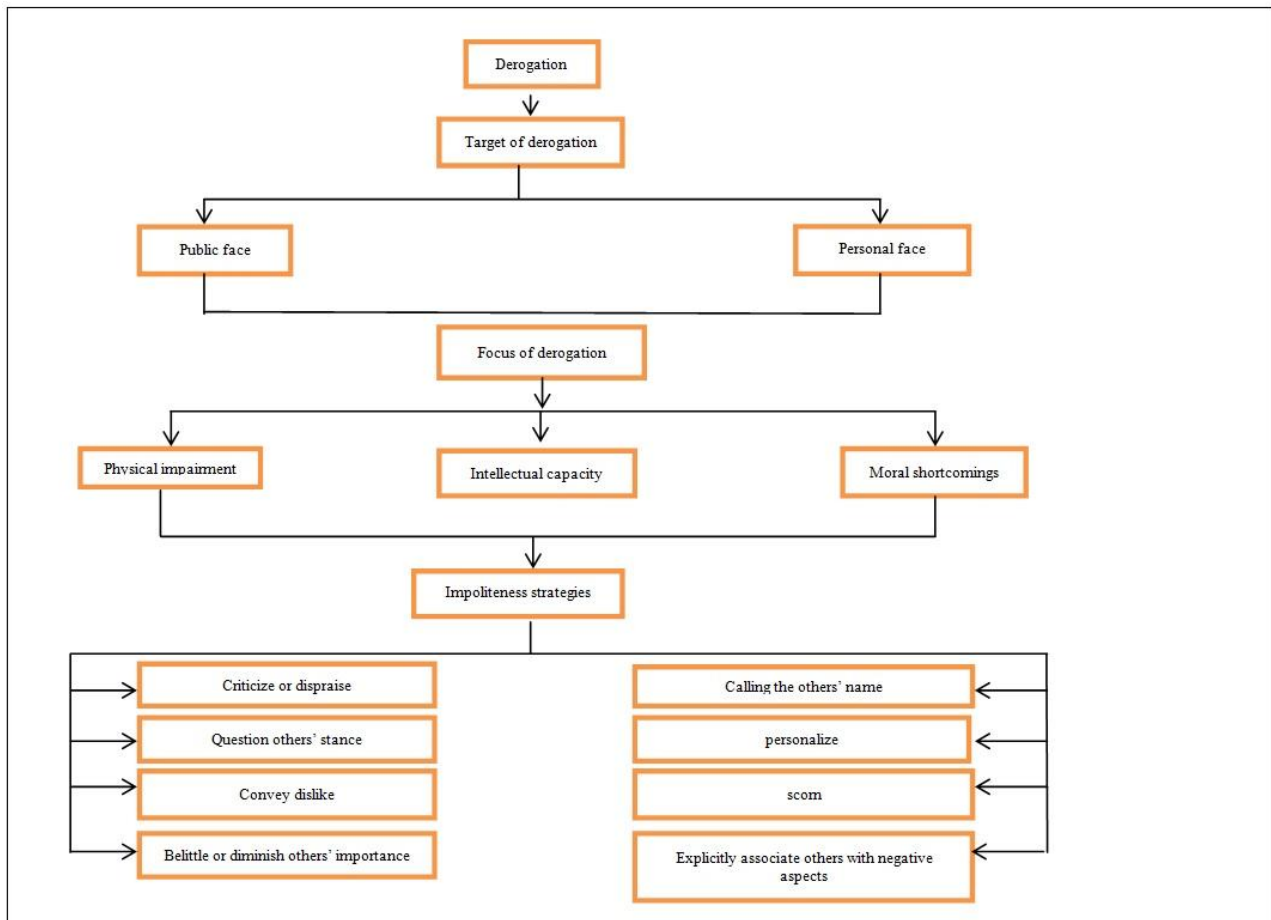 Derogation
Target of derogation
Public face
Personal face
Focus of derogation
Physical impairment
Intellectual capacity
Moral shortcomings
Impoliteness strategies
Criticize or dispraise
Calling the others’ name
Question others’ stance
personalize
Convey dislike
scorn
Belittle or diminish others’ importance
Explicitly associate others with negative
aspects